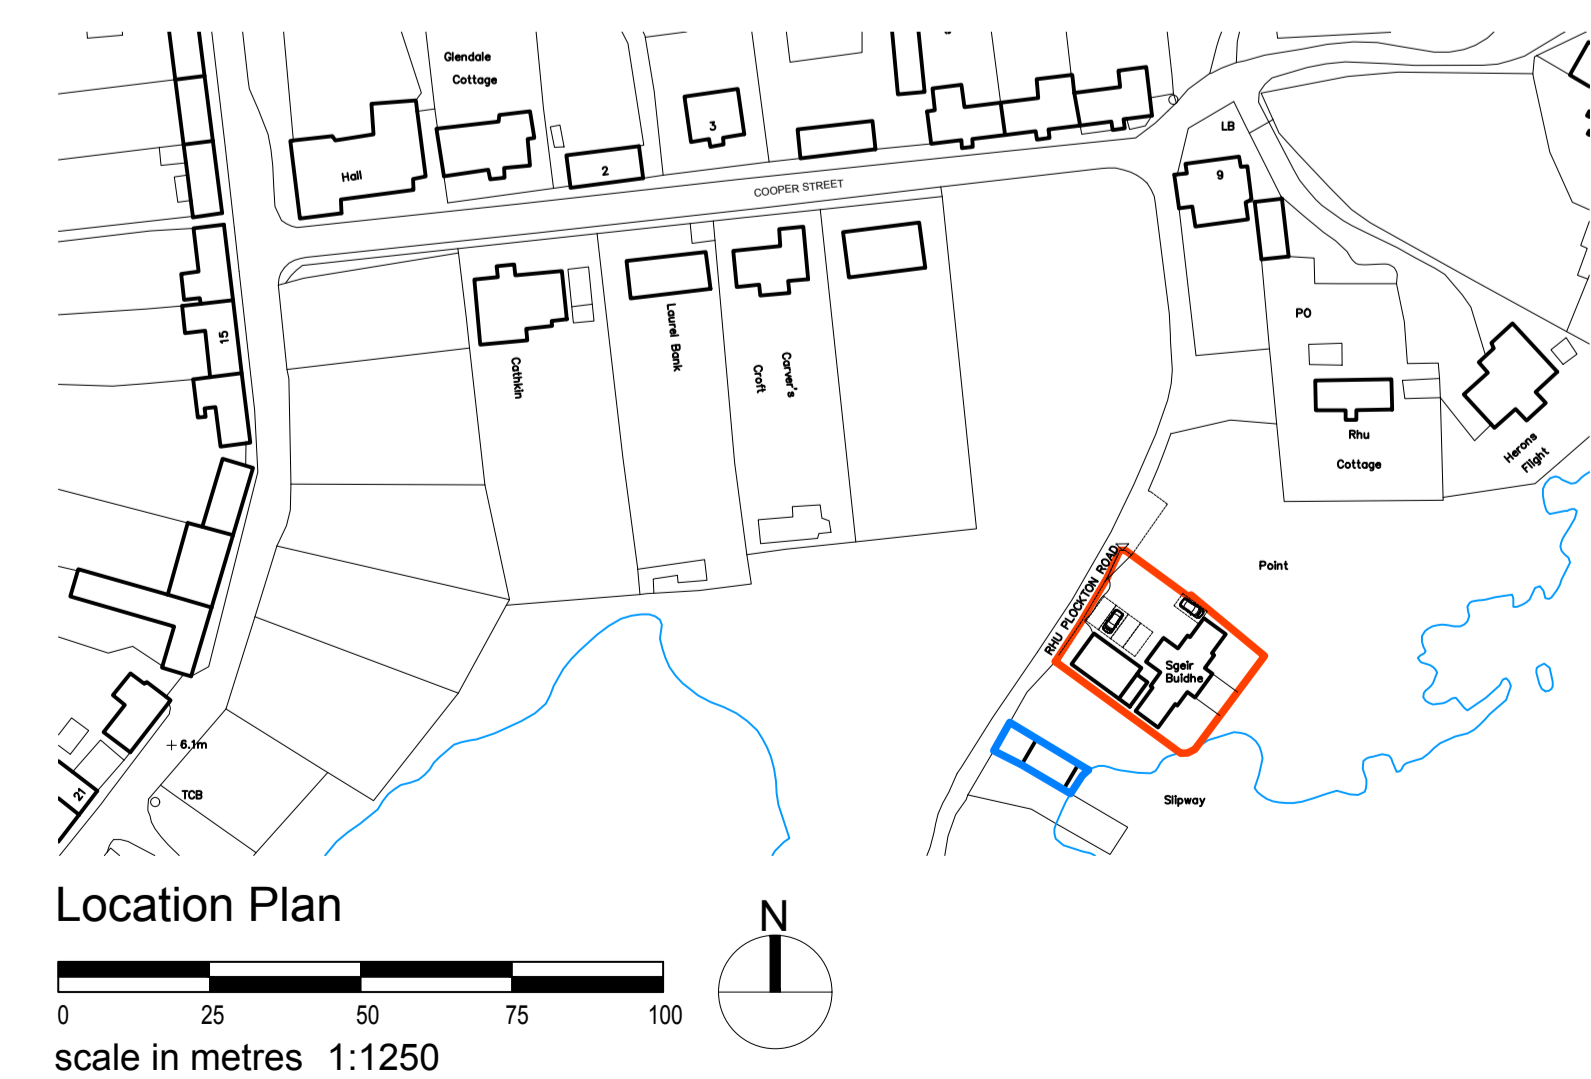 Glendale
Cottage
3
Hall
2
COOPER STREET
LB
9
15
Cathkin
Laurel Bank
Carver's
Croft
PO
Rhu
Cottage
Herons
Flight
Point
RHU PLOCKTON ROAD
Sgeir
Buidhe
6.1m
21
TCB
Slipway
Location Plan
N
0 25 50 75 100
scale in metres 1:1250